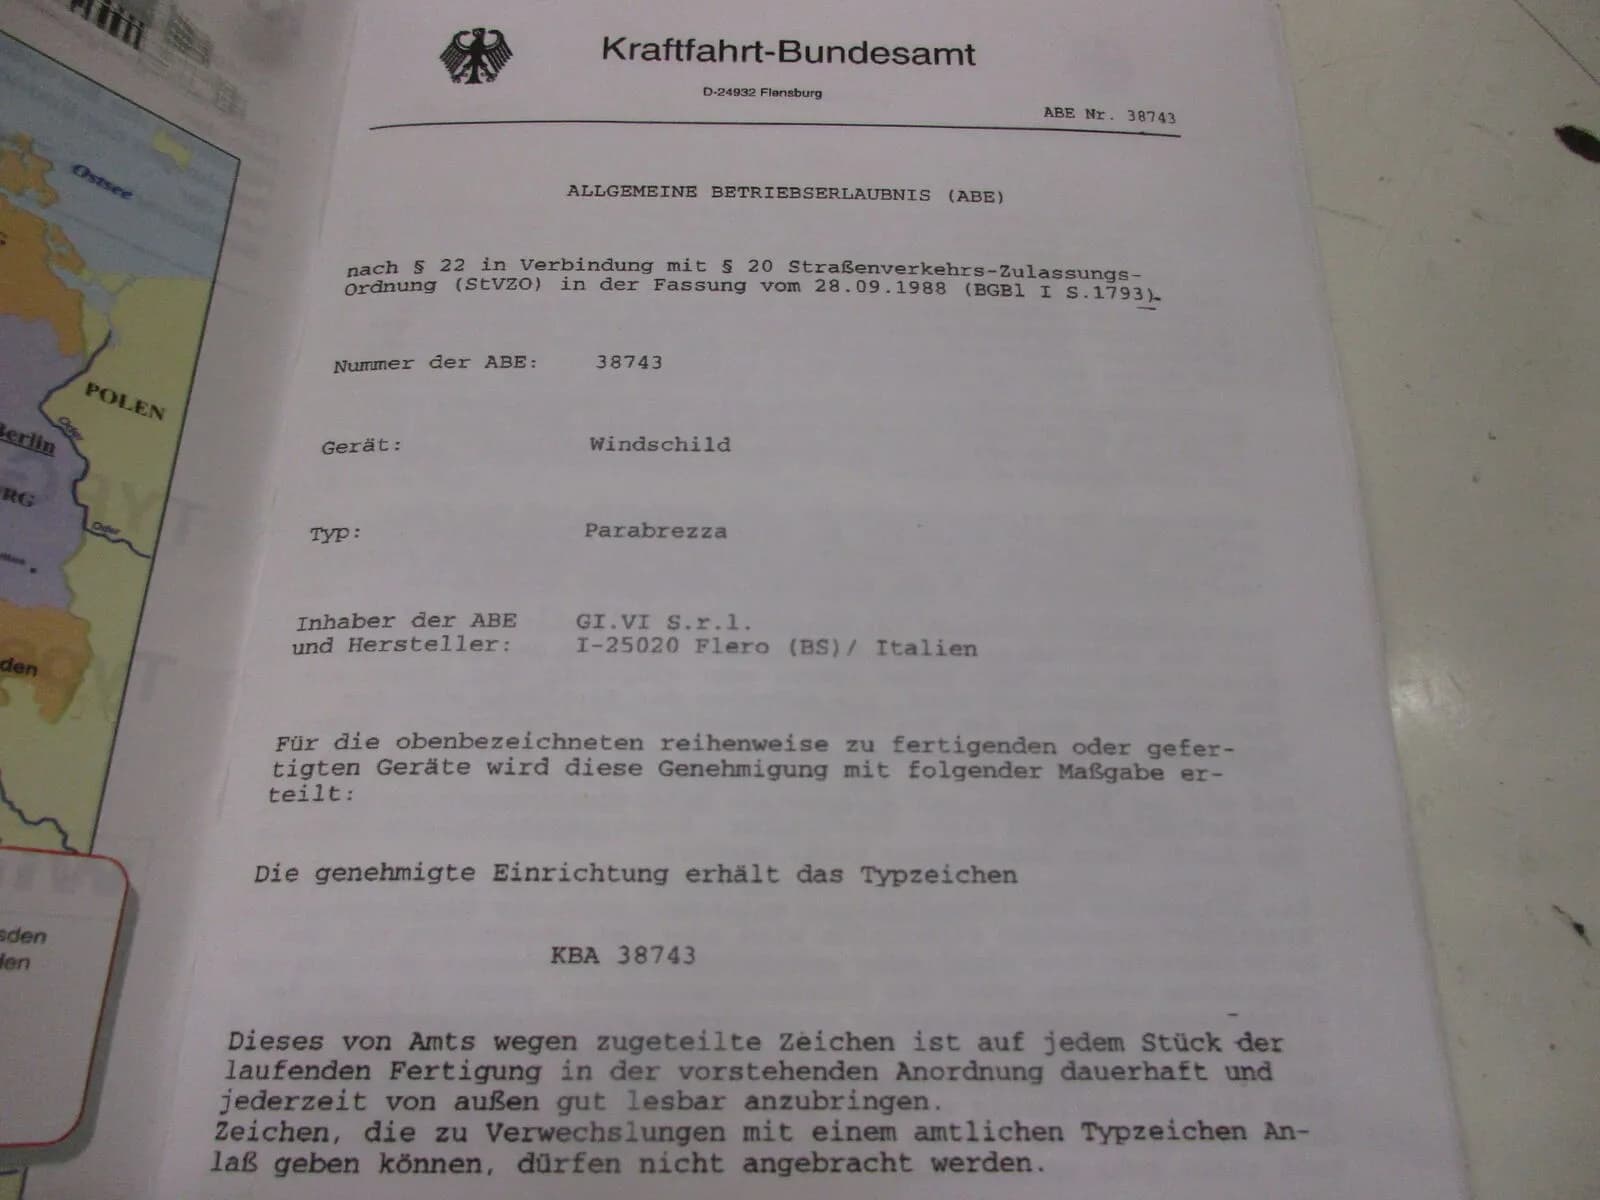 Kraftfahrt-Bundesamt
D-24932 Flensburg
ABE Nr. 38743
ALLGEMEINE BETRIEBSERLAUBNIS (ABE)
nach § 22 in Verbindung mit § 20 Straßenverkehrs-Zulassungs-
Ordnung (StVZO) in der Fassung vom 28.09.1988 (BGBl I S.1793).
Nummer der ABE: 38743
Gerät: Windschild
Typ: Parabrezza
Inhaber der ABE GI.VI S.r.l.
und Hersteller: I-25020 Flero (BS)/ Italien
Für die obenbezeichneten reihenweise zu fertigenden oder gefer-
tigten Geräte wird diese Genehmigung mit folgender Maßgabe er-
teilt:
Die genehmigte Einrichtung erhält das Typzeichen
KBA 38743
Dieses von Amts wegen zugeteilte Zeichen ist auf jedem Stück der
laufenden Fertigung in der vorstehenden Anordnung dauerhaft und
jederzeit von außen gut lesbar anzubringen.
Zeichen, die zu Verwechslungen mit einem amtlichen Typzeichen An-
laß geben können, dürfen nicht angebracht werden.
Ostsee
POLEN
Oder
Berlin
RG
Oder
den
sden
den